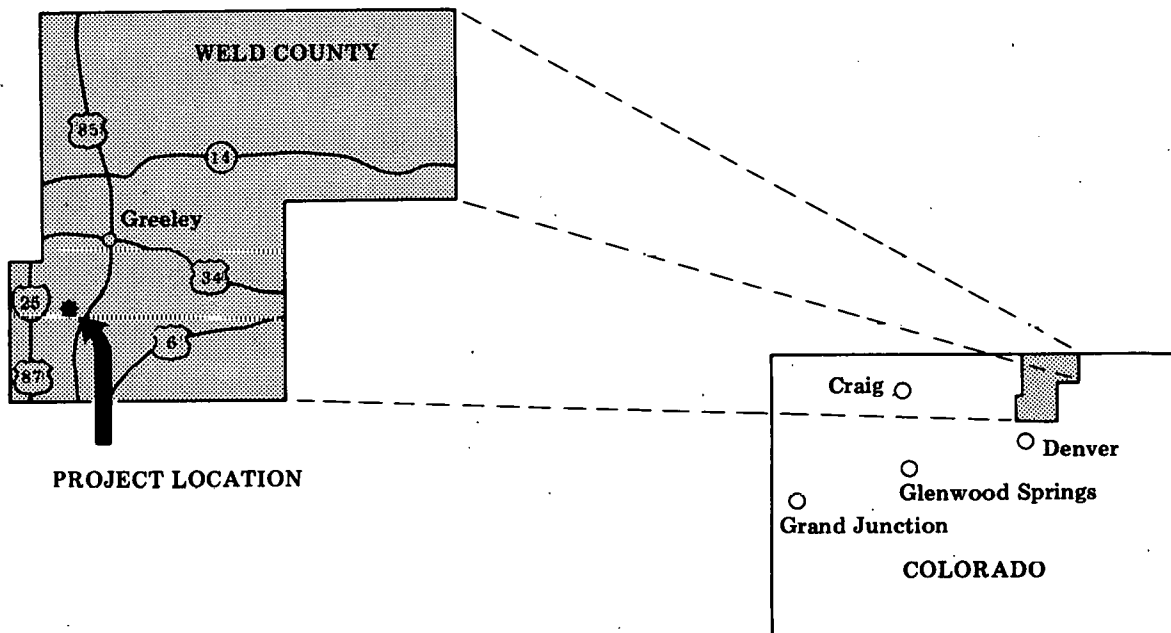 WELD COUNTY
85
14
Greeley
34
25
6
87
PROJECT LOCATION
Craig
Denver
Glenwood Springs
Grand Junction
COLORADO